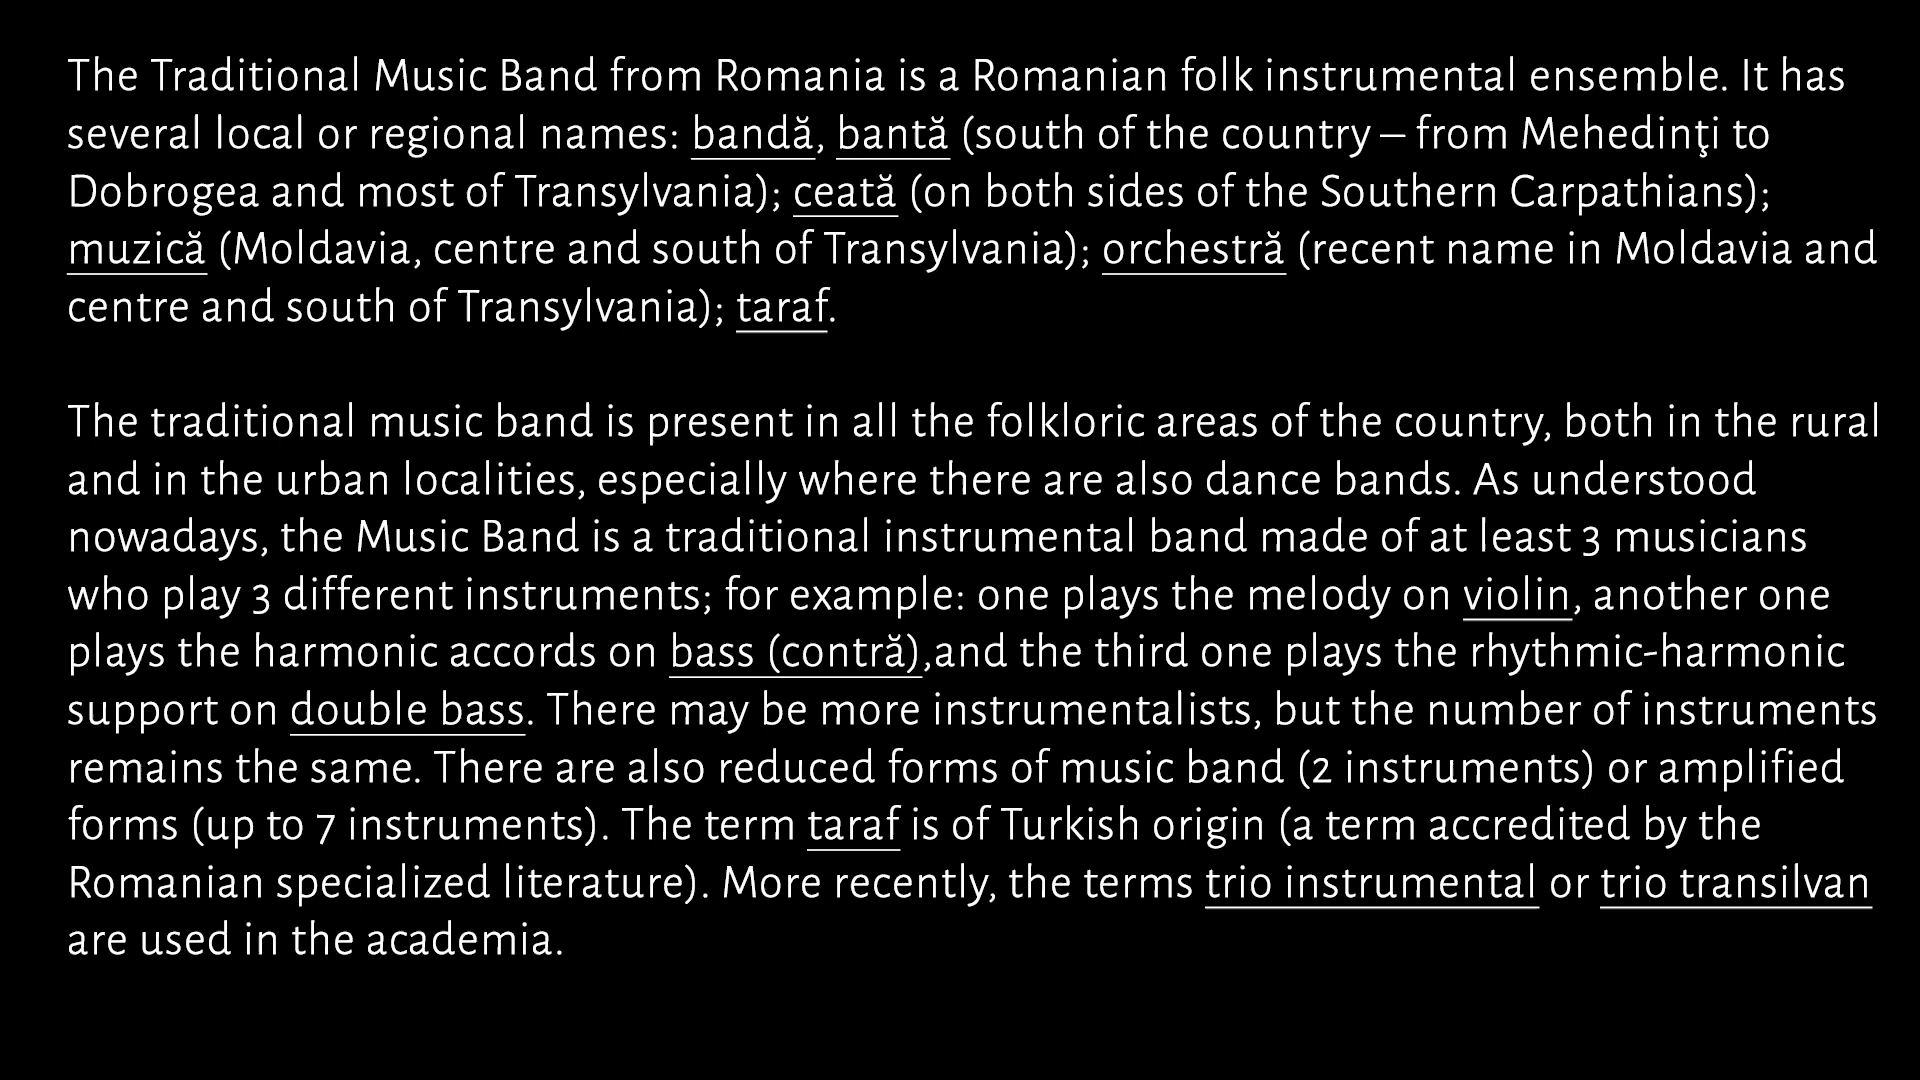 The Traditional Music Band from Romania is a Romanian folk instrumental ensemble. It has
several local or regional names: bandă, bantă (south of the country – from Mehedinţi to
Dobrogea and most of Transylvania); ceată (on both sides of the Southern Carpathians);
muzică (Moldavia, centre and south of Transylvania); orchestră (recent name in Moldavia and
centre and south of Transylvania); taraf.
The traditional music band is present in all the folkloric areas of the country, both in the rural
and in the urban localities, especially where there are also dance bands. As understood
nowadays, the Music Band is a traditional instrumental band made of at least 3 musicians
who play 3 different instruments; for example: one plays the melody on violin, another one
plays the harmonic accords on bass (contră),and the third one plays the rhythmic-harmonic
support on double bass. There may be more instrumentalists, but the number of instruments
remains the same. There are also reduced forms of music band (2 instruments) or amplified
forms (up to 7 instruments). The term taraf is of Turkish origin (a term accredited by the
Romanian specialized literature). More recently, the terms trio instrumental or trio transilvan
are used in the academia.